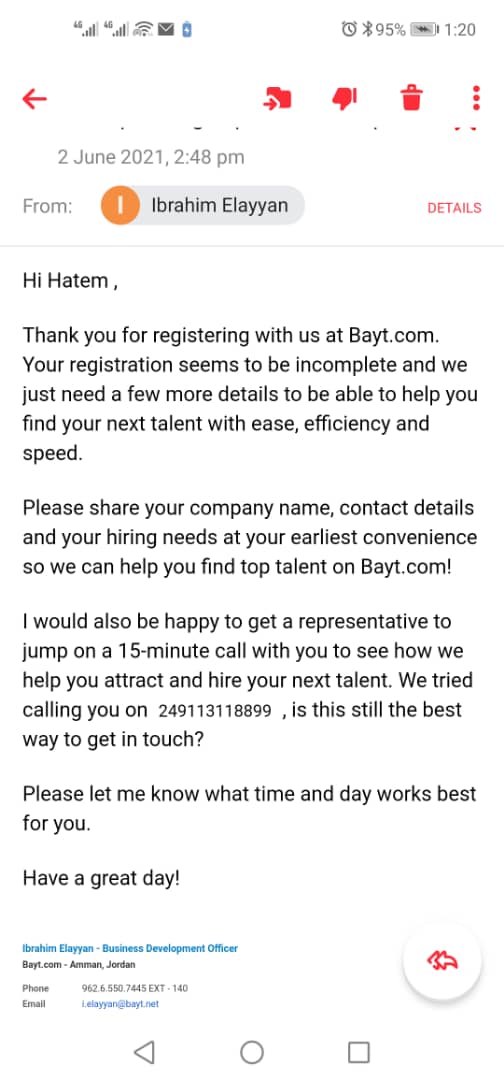 4G 4G 95% 1:20
2 June 2021, 2:48 pm
From: I Ibrahim Elayyan DETAILS
Hi Hatem ,
Thank you for registering with us at Bayt.com.
Your registration seems to be incomplete and we
just need a few more details to be able to help you
find your next talent with ease, efficiency and
speed.
Please share your company name, contact details
and your hiring needs at your earliest convenience
so we can help you find top talent on Bayt.com!
I would also be happy to get a representative to
jump on a 15-minute call with you to see how we
help you attract and hire your next talent. We tried
calling you on 249113118899 , is this still the best
way to get in touch?
Please let me know what time and day works best
for you.
Have a great day!
Ibrahim Elayyan - Business Development Officer
Bayt.com - Amman, Jordan
Phone 962.6.550.7445 EXT - 140
Email i.elayyan@bayt.net